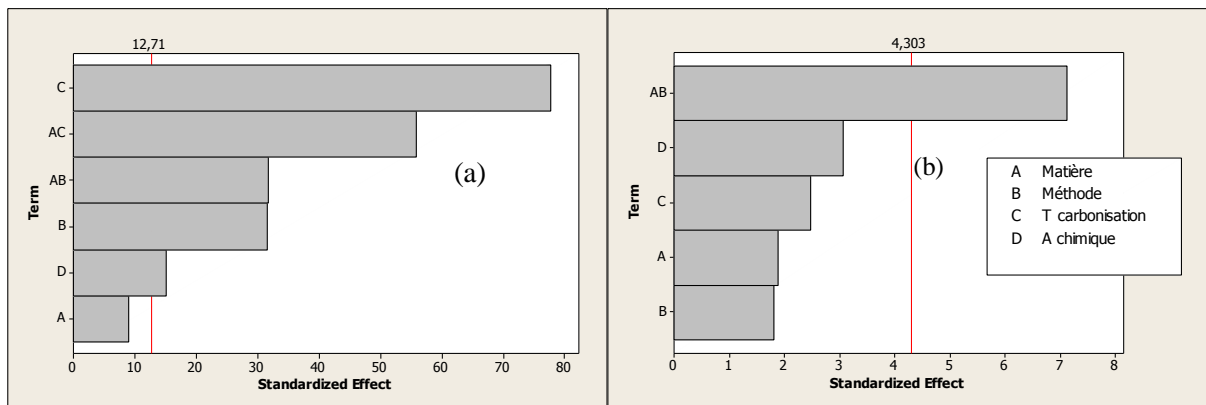 12,71
Term
C
AC
AB
B
D
A
(a)
0 10 20 30 40 50 60 70 80
Standardized Effect
4,303
Term
AB
D
C
A
B
(b)
A Matière
B Méthode
C T carbonisation
D A chimique
0 1 2 3 4 5 6 7 8
Standardized Effect